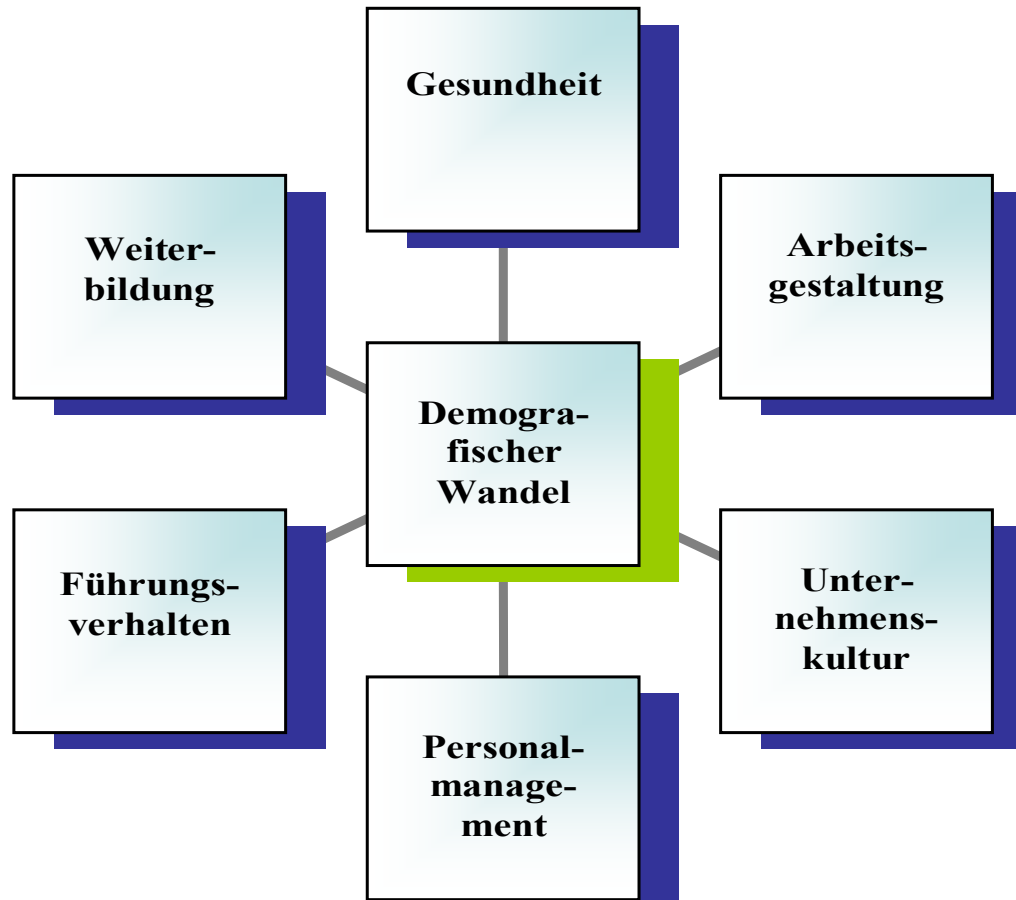 Gesundheit
Weiter-
bildung
Arbeits-
gestaltung
Demogra-
fischer
Wandel
Führungs-
verhalten
Unter-
nehmens-
kultur
Personal-
manage-
ment